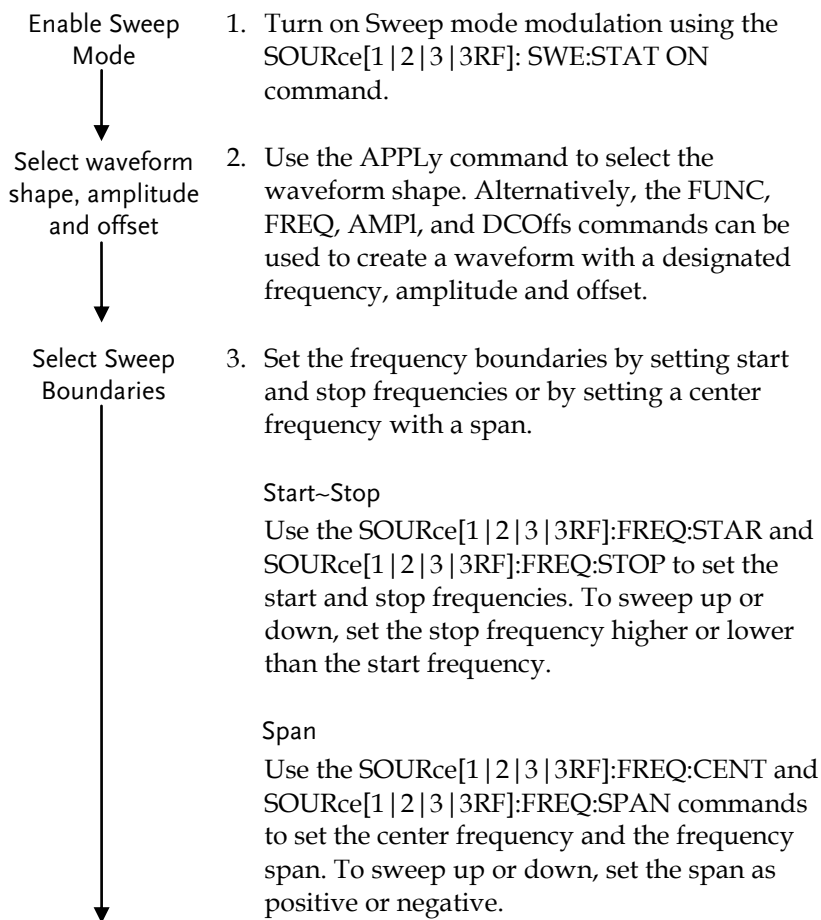 Enable Sweep
Mode
1. Turn on Sweep mode modulation using the
SOURce[1|2|3|3RF]: SWE:STAT ON
command.
Select waveform
shape, amplitude
and offset
2. Use the APPLy command to select the
waveform shape. Alternatively, the FUNC,
FREQ, AMPl, and DCOffs commands can be
used to create a waveform with a designated
frequency, amplitude and offset.
Select Sweep
Boundaries
3. Set the frequency boundaries by setting start
and stop frequencies or by setting a center
frequency with a span.
Start~Stop
Use the SOURce[1|2|3|3RF]:FREQ:STAR and
SOURce[1|2|3|3RF]:FREQ:STOP to set the
start and stop frequencies. To sweep up or
down, set the stop frequency higher or lower
than the start frequency.
Span
Use the SOURce[1|2|3|3RF]:FREQ:CENT and
SOURce[1|2|3|3RF]:FREQ:SPAN commands
to set the center frequency and the frequency
span. To sweep up or down, set the span as
positive or negative.